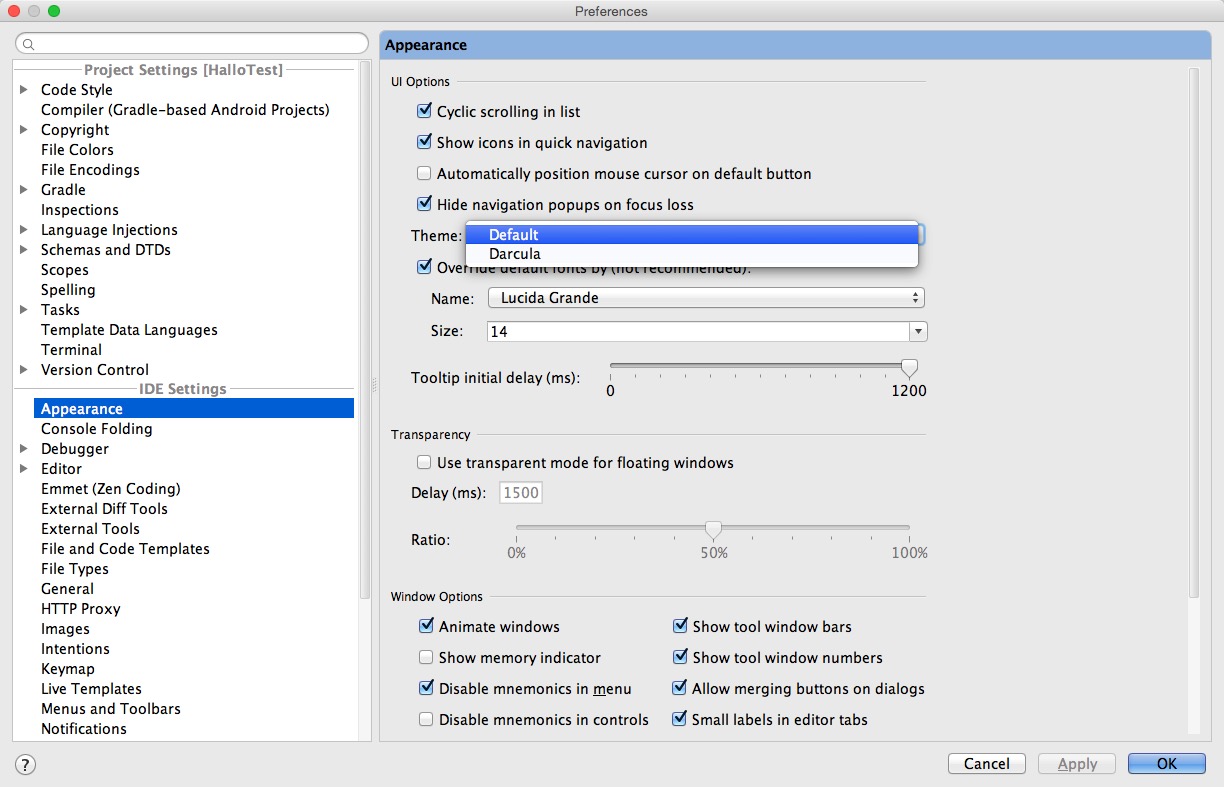 Preferences
Project Settings [HalloTest]
Code Style
Compiler (Gradle-based Android Projects)
Copyright
File Colors
File Encodings
Gradle
Inspections
Language Injections
Schemas and DTDs
Scopes
Spelling
Tasks
Template Data Languages
Terminal
Version Control
IDE Settings
Appearance
Console Folding
Debugger
Editor
Emmet (Zen Coding)
External Diff Tools
External Tools
File and Code Templates
File Types
General
HTTP Proxy
Images
Intentions
Keymap
Live Templates
Menus and Toolbars
Notifications
Appearance
UI Options
Cyclic scrolling in list
Show icons in quick navigation
Automatically position mouse cursor on default button
Hide navigation popups on focus loss
Theme:
Default
Darcula
Override default fonts by (not recommended):
Name: Lucida Grande
Size: 14
Tooltip initial delay (ms):
0 1200
Transparency
Use transparent mode for floating windows
Delay (ms): 1500
Ratio:
0% 50% 100%
Window Options
Animate windows
Show memory indicator
Disable mnemonics in menu
Disable mnemonics in controls
Show tool window bars
Show tool window numbers
Allow merging buttons on dialogs
Small labels in editor tabs
?
Cancel Apply OK